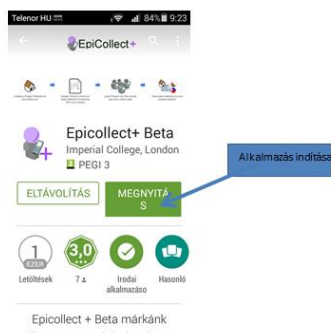 Telenor HU 84% 9:23
EpiCollect+
Epicollect+ Beta
Imperial College, London
PEGI 3
ELTÁVOLÍTÁS
MEGNYITÁ
S
Alkalmazás indítása
1
EZER
3,0
Letöltések
7
Irodai
alkalmazáso
Hasonló
Epicollect + Beta márkánk